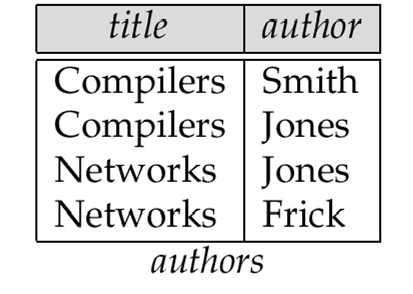 title author
Compilers Smith
Compilers Jones
Networks Jones
Networks Frick
authors